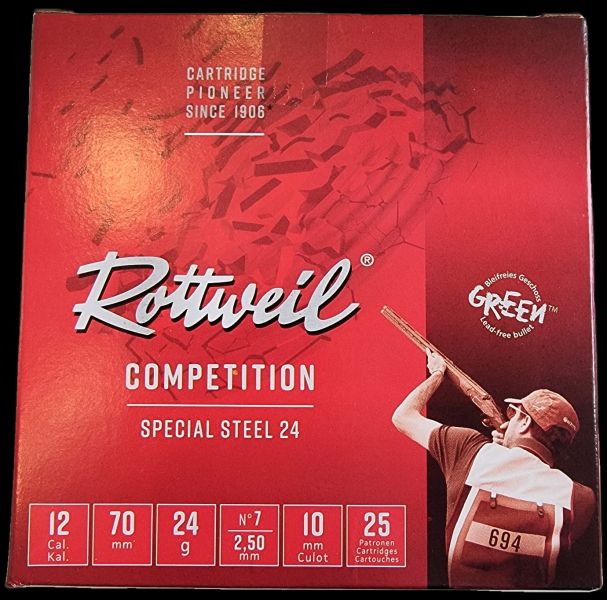 CARTRIDGE
PIONEER
SINCE 1906
Rottweil®
Bleifreies Geschoss
GREEN™
Lead-free bullet
COMPETITION
SPECIAL STEEL 24
694
12
Cal.
Kal.
70
mm
24
g
N°7
2,50
mm
10
mm
Culot
25
Patronen
Cartridges
Cartouches